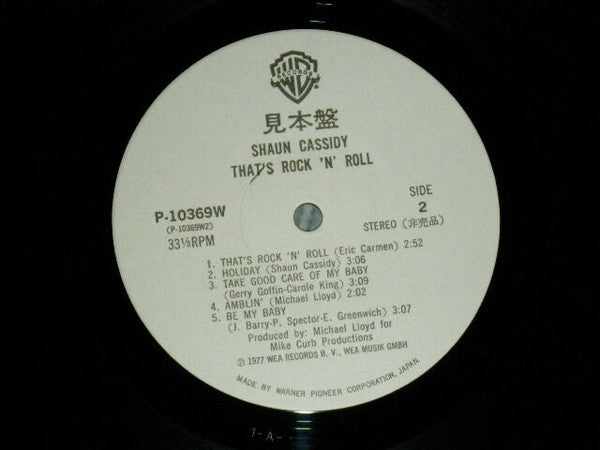 RECORDS
見本盤
SHAUN CASSIDY
THAT'S ROCK 'N' ROLL
P-10369W
(P-10369W2)
33⅓RPM
SIDE
2
STEREO (非売品)
1. THAT'S ROCK 'N' ROLL (Eric Carmen) 2:52
2. HOLIDAY (Shaun Cassidy) 3:06
3. TAKE GOOD CARE OF MY BABY
(Gerry Goffin-Carole King) 3:09
4. AMBLIN' (Michael Lloyd) 2:02
5. BE MY BABY
(J. Barry-P. Spector-E. Greenwich) 3:07
Produced by: Michael Lloyd for
Mike Curb Productions
℗ 1977 WEA RECORDS B. V., WEA MUSIK GMBH
MADE BY WARNER PIONEER CORPORATION, JAPAN.
1-A-